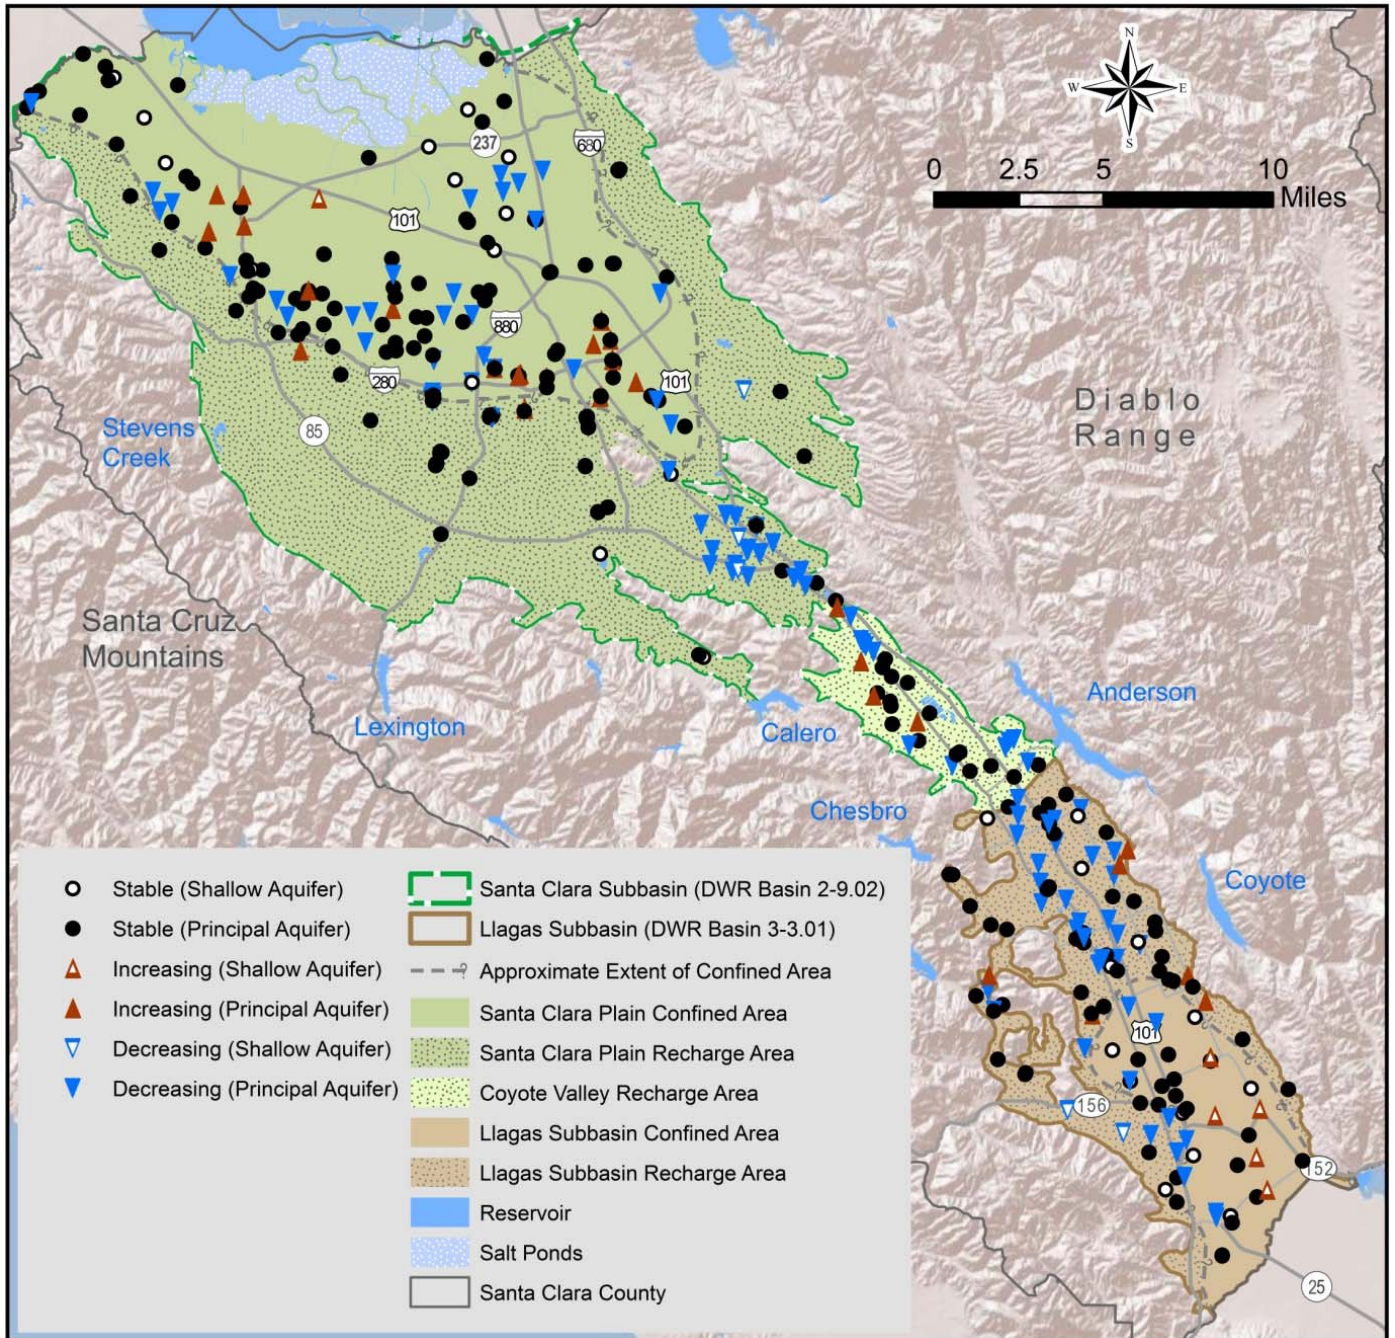 N
W E
S
0 2.5 5 10
Miles
237
680
101
880
280
101
85
Stevens
Creek
Diablo
Range
Santa Cruz
Mountains
Lexington
Calero
Anderson
Chesbro
Coyote
101
156
152
25
Stable (Shallow Aquifer)
Stable (Principal Aquifer)
Increasing (Shallow Aquifer)
Increasing (Principal Aquifer)
Decreasing (Shallow Aquifer)
Decreasing (Principal Aquifer)
Santa Clara Subbasin (DWR Basin 2-9.02)
Llagas Subbasin (DWR Basin 3-3.01)
? Approximate Extent of Confined Area
Santa Clara Plain Confined Area
Santa Clara Plain Recharge Area
Coyote Valley Recharge Area
Llagas Subbasin Confined Area
Llagas Subbasin Recharge Area
Reservoir
Salt Ponds
Santa Clara County